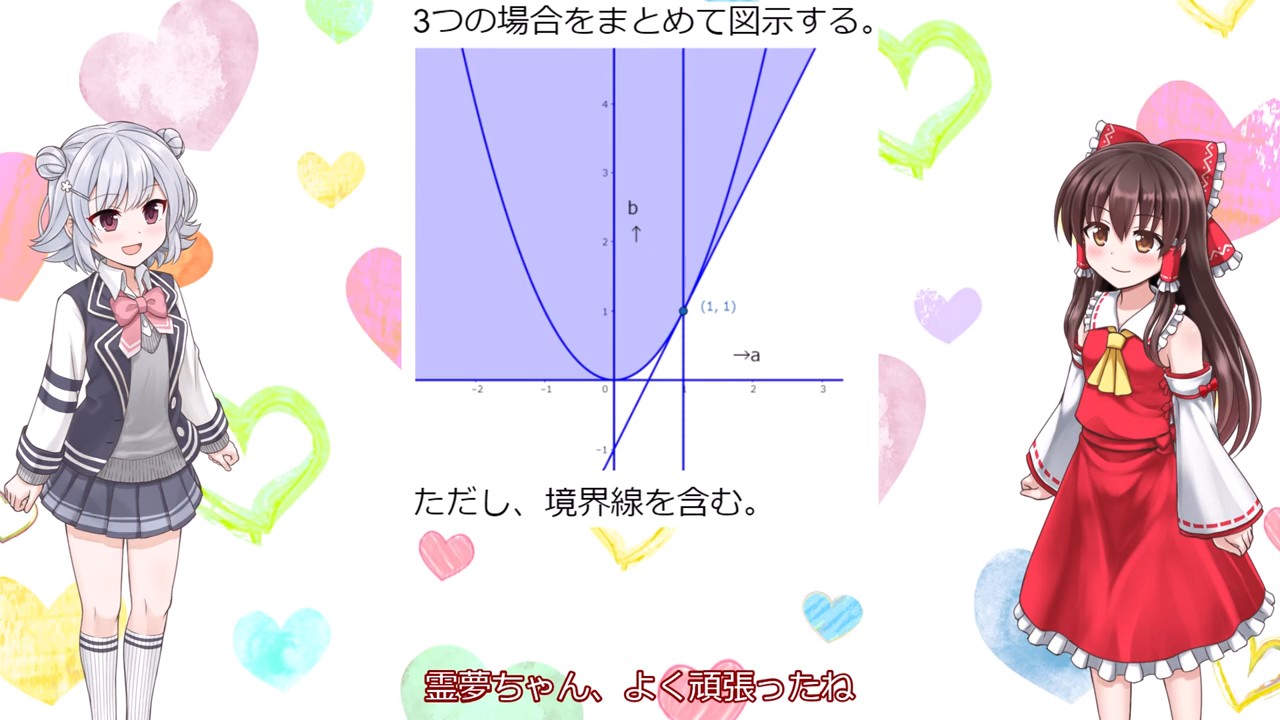 3つの場合をまとめて図示する。
4
3
b
↑
2
1
(1, 1)
→a
-2 -1 0 1 2 3
-1
ただし、境界線を含む。
霊夢ちゃん、よく頑張ったね